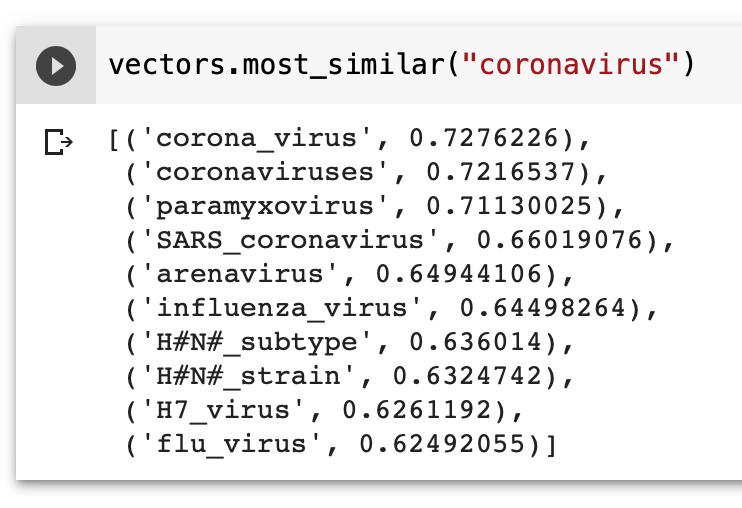 vectors.most_similar("coronavirus")
[('corona_virus', 0.7276226),
('coronaviruses', 0.7216537),
('paramyxovirus', 0.71130025),
('SARS_coronavirus', 0.66019076),
('arenavirus', 0.64944106),
('influenza_virus', 0.64498264),
('H#N#_subtype', 0.636014),
('H#N#_strain', 0.6324742),
('H7_virus', 0.6261192),
('flu_virus', 0.62492055)]